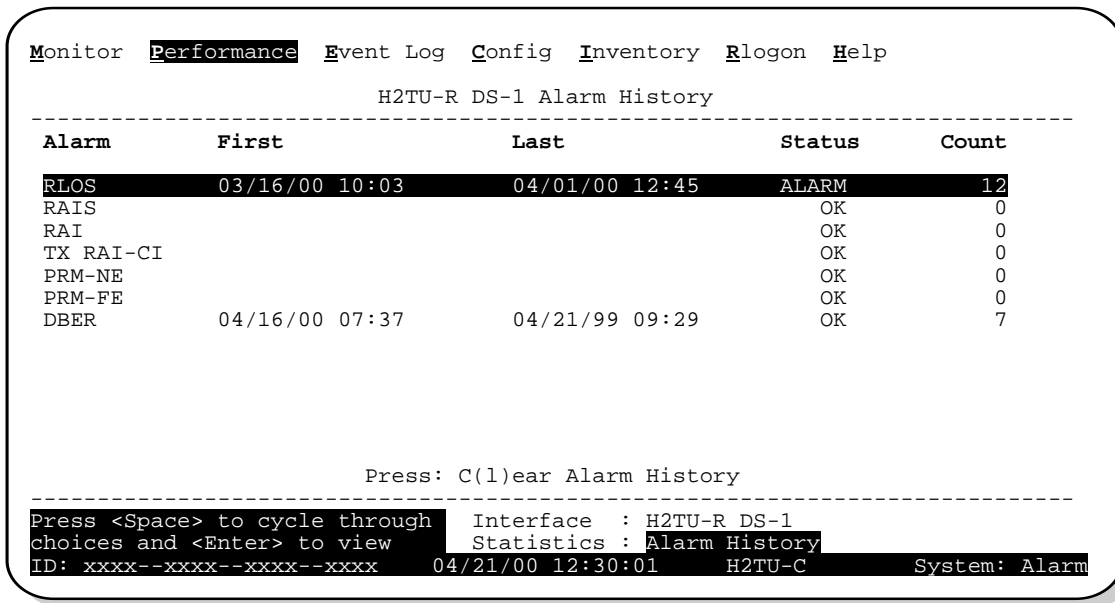 Monitor Performance Event Log Config Inventory Rlogon Help
H2TU-R DS-1 Alarm History
--------------------------------------------------------------------------------
Alarm First Last Status Count
RLOS 03/16/00 10:03 04/01/00 12:45 ALARM 12
RAIS OK 0
RAI OK 0
TX RAI-CI OK 0
PRM-NE OK 0
PRM-FE OK 0
DBER 04/16/00 07:37 04/21/99 09:29 OK 7
Press: C(l)ear Alarm History
--------------------------------------------------------------------------------
Press <Space> to cycle through Interface : H2TU-R DS-1
choices and <Enter> to view Statistics : Alarm History
ID: xxxx--xxxx--xxxx--xxxx 04/21/00 12:30:01 H2TU-C System: Alarm